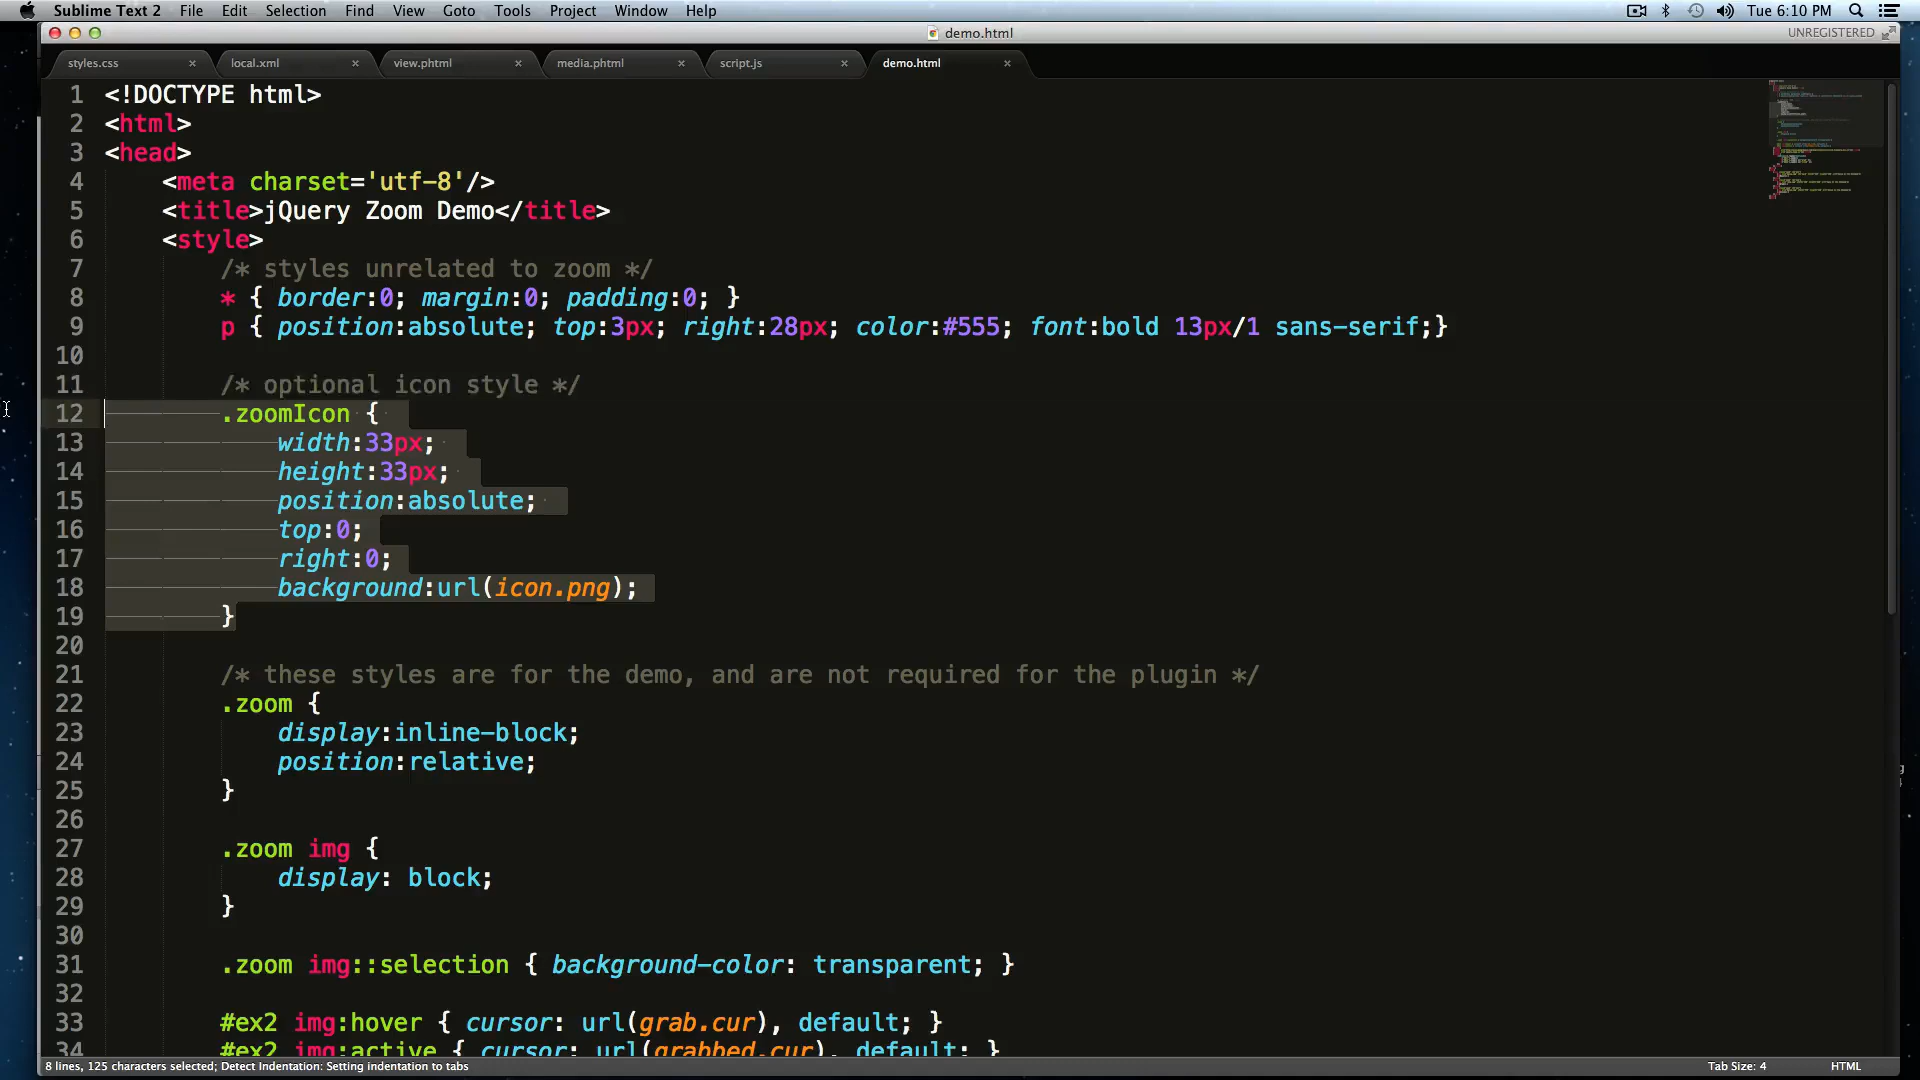 Sublime Text 2 File Edit Selection Find View Goto Tools Project Window Help Tue 6:10 PM
demo.html UNREGISTERED
styles.css × local.xml × view.phtml × media.phtml × script.js × demo.html ×
1 <!DOCTYPE html>
2 <html>
3 <head>
4 <meta charset='utf-8'/>
5 <title>jQuery Zoom Demo</title>
6 <style>
7 /* styles unrelated to zoom */
8 * { border:0; margin:0; padding:0; }
9 p { position:absolute; top:3px; right:28px; color:#555; font:bold 13px/1 sans-serif;}
10
11 /* optional icon style */
12 .zoomIcon {
13 width:33px;
14 height:33px;
15 position:absolute;
16 top:0;
17 right:0;
18 background:url(icon.png);
19 }
20
21 /* these styles are for the demo, and are not required for the plugin */
22 .zoom {
23 display:inline-block;
24 position:relative;
25 }
26
27 .zoom img {
28 display: block;
29 }
30
31 .zoom img::selection { background-color: transparent; }
32
33 #ex2 img:hover { cursor: url(grab.cur), default; }
34 #ex2 img:active { cursor: url(grabbed.cur), default; }
8 lines, 125 characters selected; Detect Indentation: Setting indentation to tabs Tab Size: 4 HTML